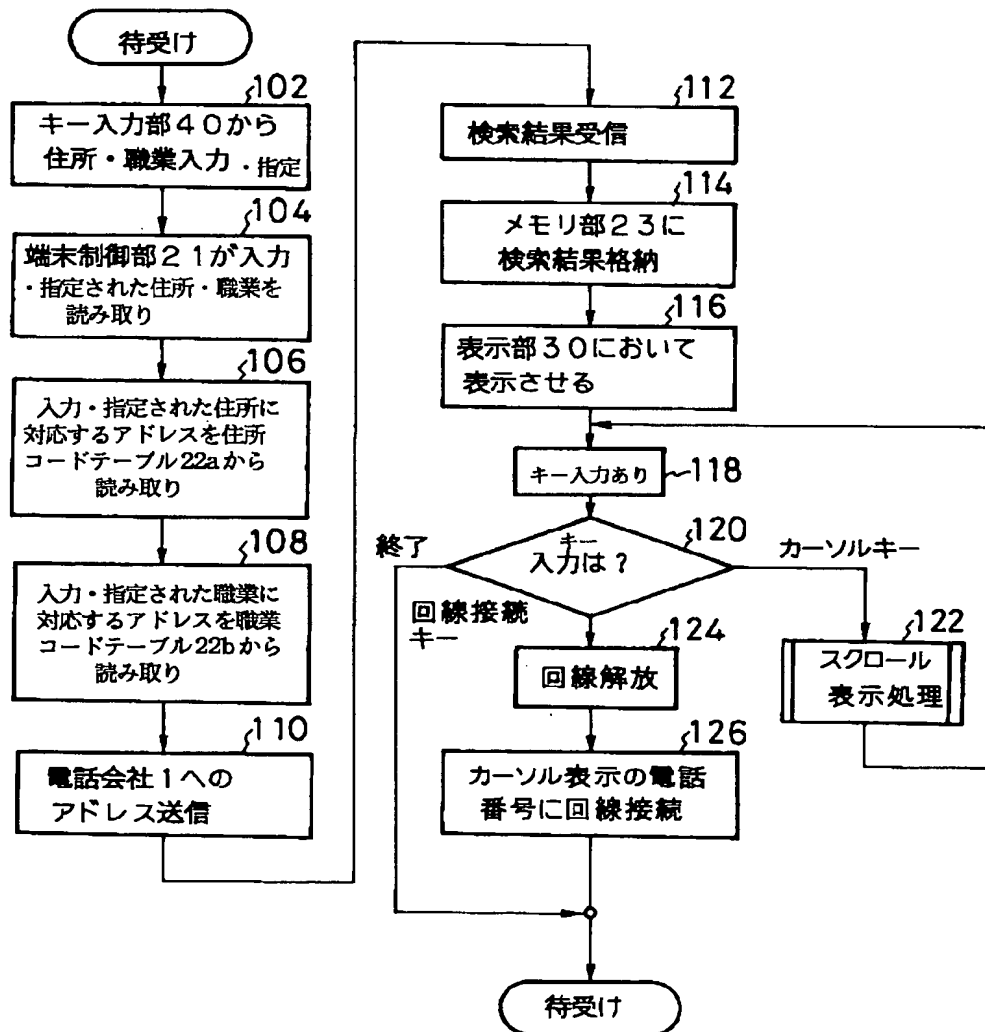 待受け
102
キー入力部40から
住所・職業入力・指定
104
端末制御部21が入力
・指定された住所・職業を
読み取り
106
入力・指定された住所に
対応するアドレスを住所
コードテーブル22aから
読み取り
108
入力・指定された職業に
対応するアドレスを職業
コードテーブル22bから
読み取り
110
電話会社1への
アドレス送信
112
検索結果受信
114
メモリ部23に
検索結果格納
116
表示部30において
表示させる
キー入力あり
118
120
キー
入力は?
終了
カーソルキー
回線接続
キー
122
スクロール
表示処理
124
回線解放
126
カーソル表示の電話
番号に回線接続
待受け